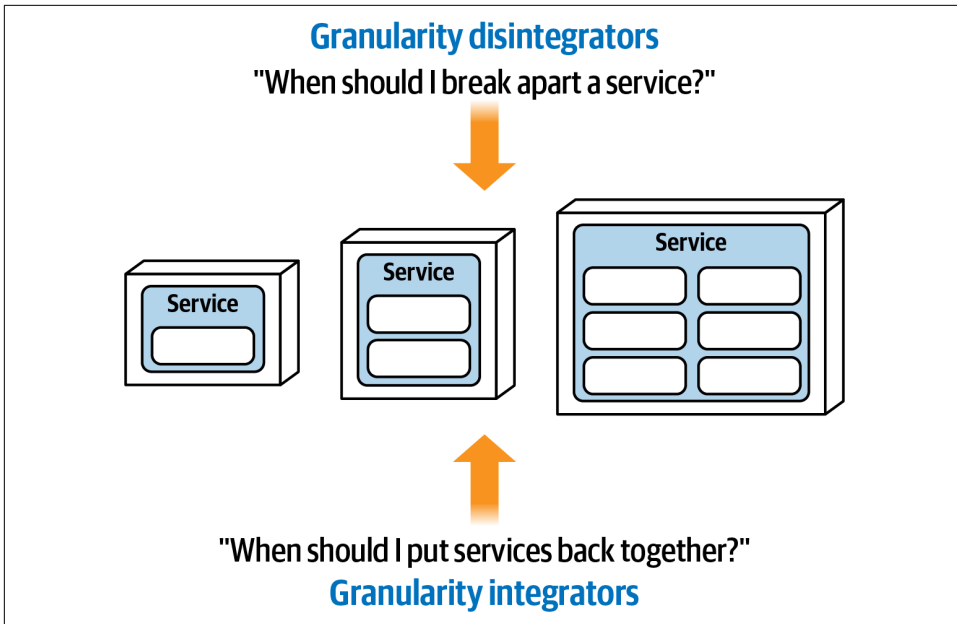 Granularity disintegrators
"When should I break apart a service?"
Service
Service
Service
"When should I put services back together?"
Granularity integrators